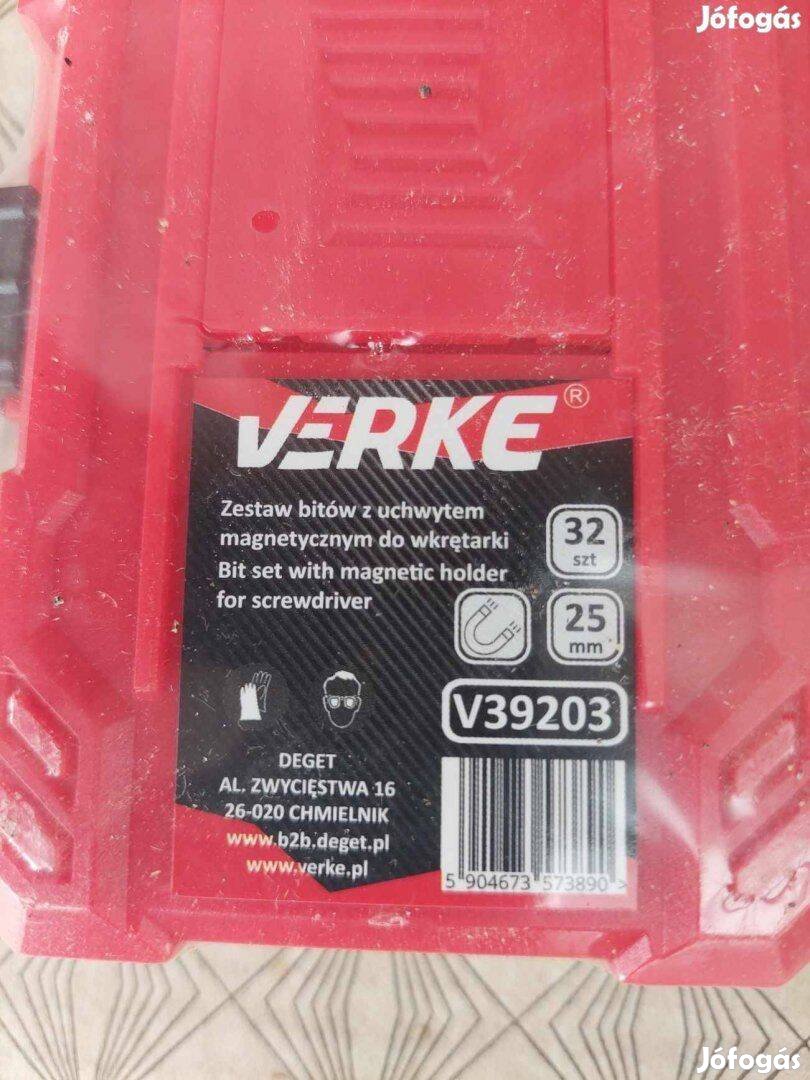 Jófogás
VERKE®
Zestaw bitów z uchwytem
magnetycznym do wkrętarki
Bit set with magnetic holder
for screwdriver
32
szt
25
mm
V39203
DEGET
AL. ZWYCIĘSTWA 16
26-020 CHMIELNIK
www.b2b.deget.pl
www.verke.pl
5 904673 573890 >
Jófogás